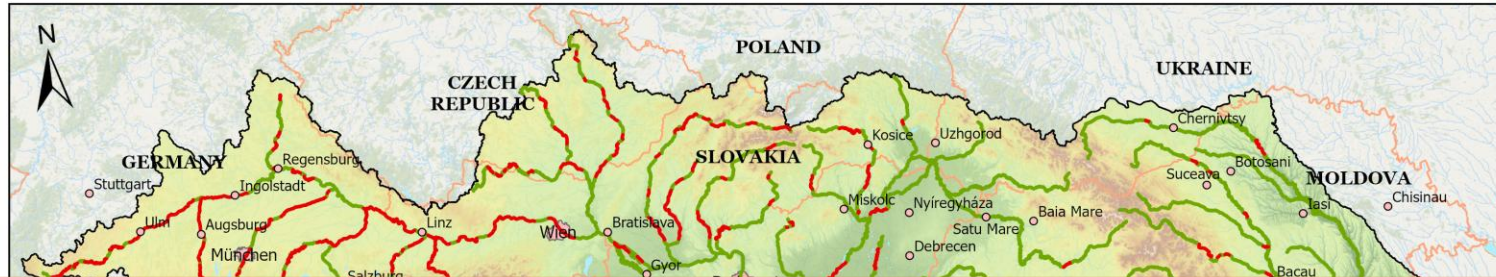 N
POLAND
UKRAINE
CZECH
REPUBLIC
Chernivtsy
Kosice
Uzhgorod
GERMANY
Regensburg
SLOVAKIA
Botosani
Suceava
MOLDOVA
Stuttgart
Ingolstadt
Miskolc
Nyíregyháza
Iasi
Chisinau
Ulm
Augsburg
Linz
Wien
Bratislava
Satu Mare
Baia Mare
München
Debrecen
Gyor
Salzburg
Bacau